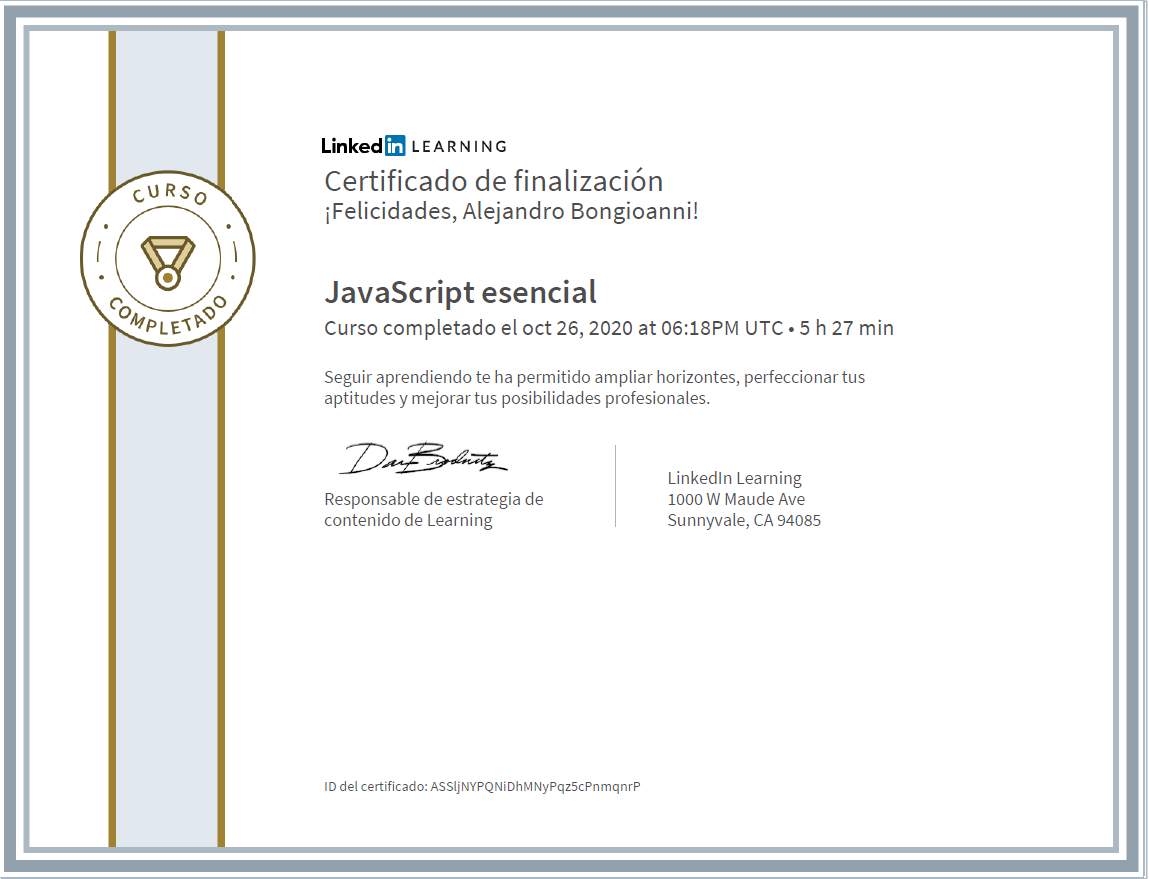 LinkedIn LEARNING
Certificado de finalización
¡Felicidades, Alejandro Bongioanni!
CURSO
COMPLETADO
JavaScript esencial
Curso completado el oct 26, 2020 at 06:18PM UTC • 5 h 27 min
Seguir aprendiendo te ha permitido ampliar horizontes, perfeccionar tus
aptitudes y mejorar tus posibilidades profesionales.
Responsable de estrategia de
contenido de Learning
LinkedIn Learning
1000 W Maude Ave
Sunnyvale, CA 94085
ID del certificado: ASSljNYPQNiDhMNyPqz5cPnmqnrP